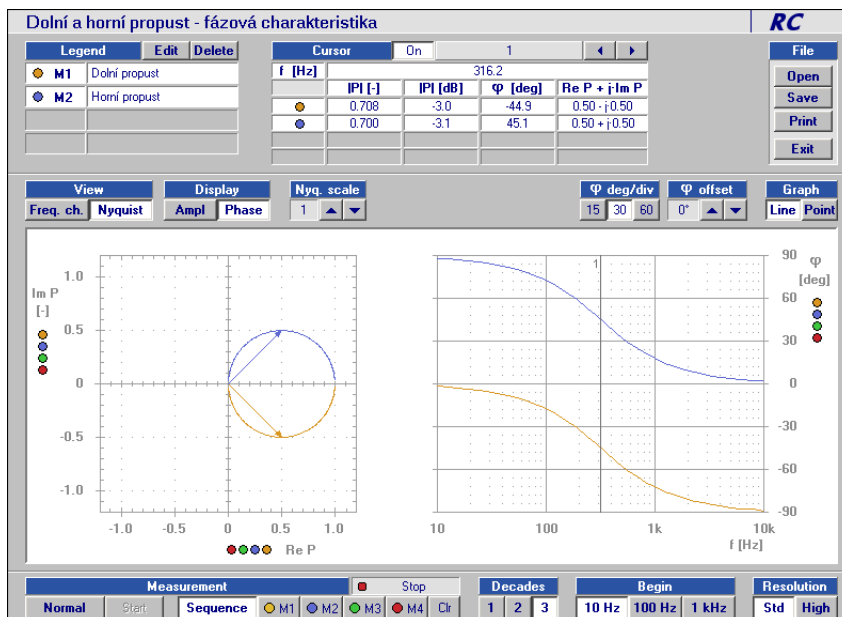 Dolní a horní propust - fázová charakteristika RC
Legend Edit Delete Cursor On 1 File
M1 Dolní propust f [Hz] 316.2 Open
M2 Horní propust |P| [-] |P| [dB] φ [deg] Re P + j·Im P Save
0.708 -3.0 -44.9 0.50 - j·0.50 Print
0.700 -3.1 45.1 0.50 + j·0.50
Exit
View Display Nyq. scale φ deg/div φ offset Graph
Freq. ch. Nyquist Ampl Phase 1 15 30 60 0° Line Point
Im P
[-]
1.0
0.5
0
-0.5
-1.0
-1.0 -0.5 0 0.5 1.0
Re P
1
90 φ
[deg]
60
30
0
-30
-60
-90
10 100 1k 10k
f [Hz]
Measurement Stop Decades Begin Resolution
Normal Start Sequence M1 M2 M3 M4 Clr 1 2 3 10 Hz 100 Hz 1 kHz Std High